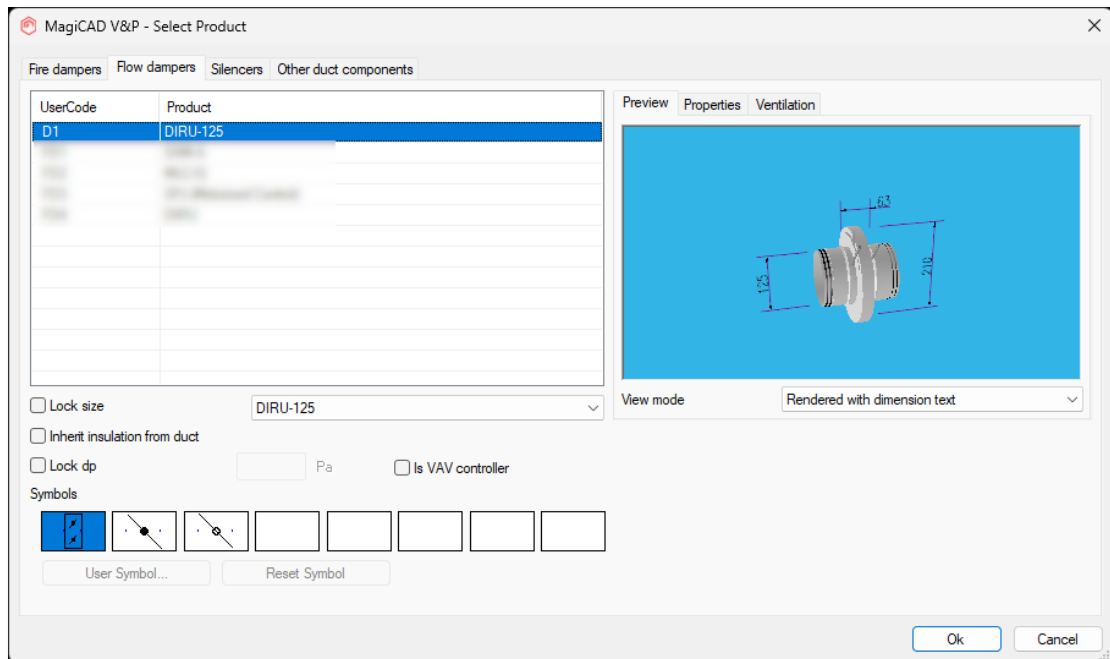 MagiCAD V&P - Select Product
Fire dampers Flow dampers Silencers Other duct components
UserCode Product
D1 DIRU-125
Preview Properties Ventilation
63
125
210
View mode Rendered with dimension text
Lock size DIRU-125
Inherit insulation from duct
Lock dp Pa Is VAV controller
Symbols
User Symbol... Reset Symbol
Ok Cancel